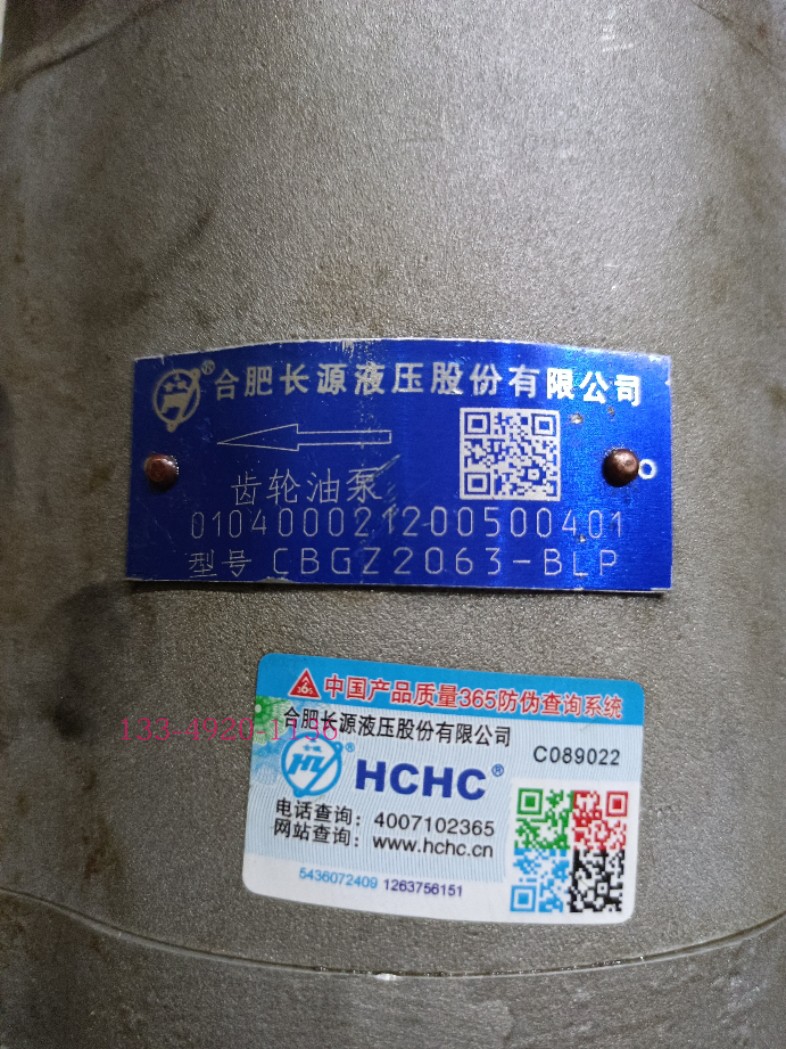 ® 合肥长源液压股份有限公司
齿轮油泵
010400021200500401
型号 CBGZ2063-BLP
365 中国产品质量365防伪查询系统
合肥长源液压股份有限公司
C089022
HCHC®
电话查询：4007102365
网站查询：www.hchc.cn
5436072409 1263756151
133-4920-1136